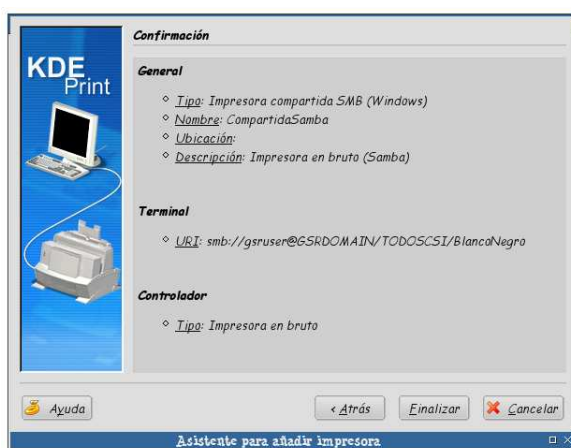 Confirmación
KDE
Print
General
Tipo: Impresora compartida SMB (Windows)
Nombre: CompartidaSamba
Ubicación:
Descripción: Impresora en bruto (Samba)
Terminal
URI: smb://gsruser@GSRDOMAIN/TODOSCSI/BlancoNegro
Controlador
Tipo: Impresora en bruto
Ayuda
‹ Atrás
Finalizar
Cancelar
Asistente para añadir impresora